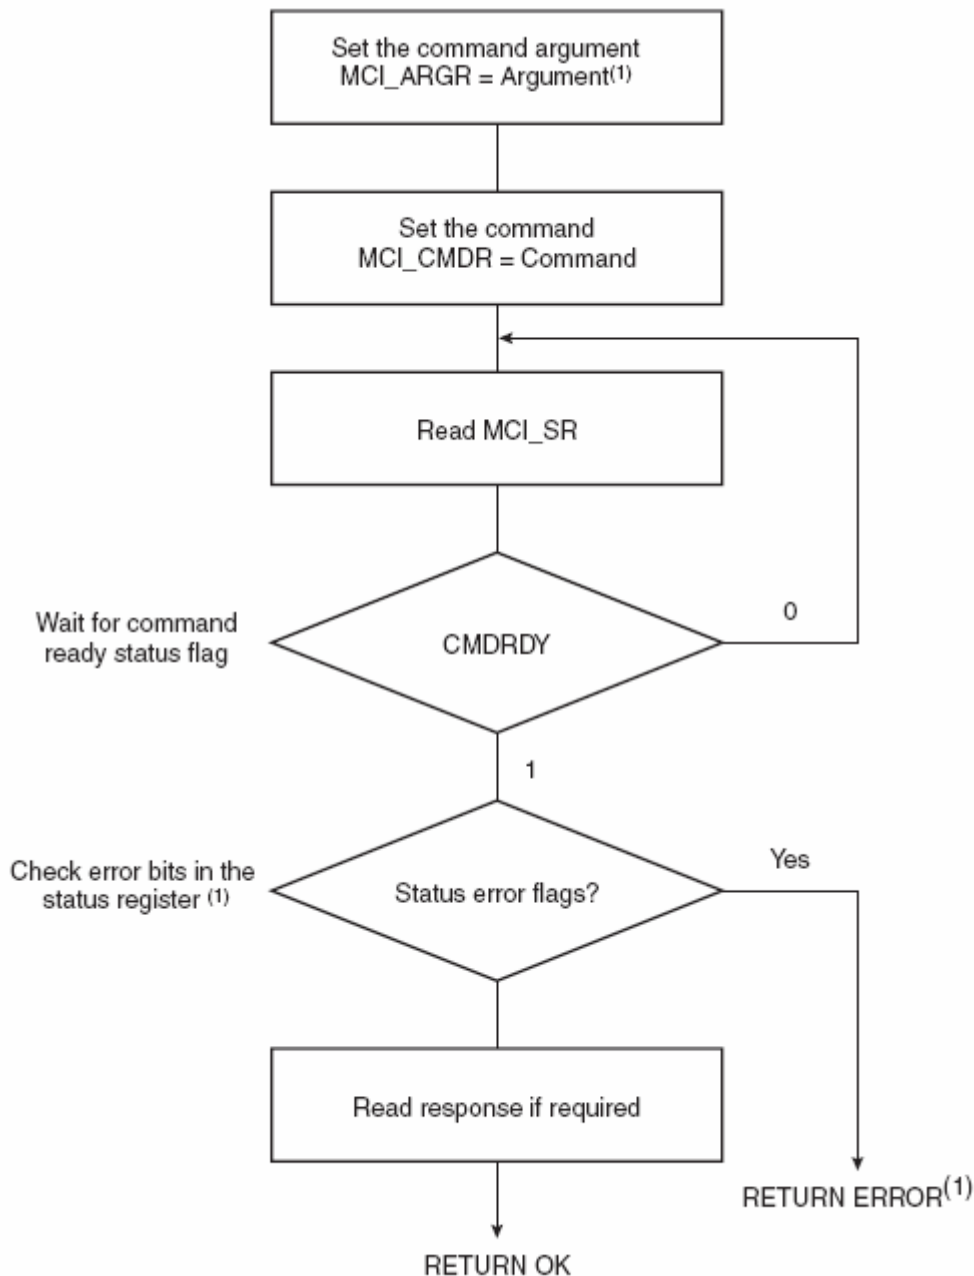 Set the command argument
MCI_ARGR = Argument(1)
Set the command
MCI_CMDR = Command
Read MCI_SR
Wait for command
ready status flag
CMDRDY
0
1
Check error bits in the
status register (1)
Status error flags?
Yes
Read response if required
RETURN ERROR(1)
RETURN OK